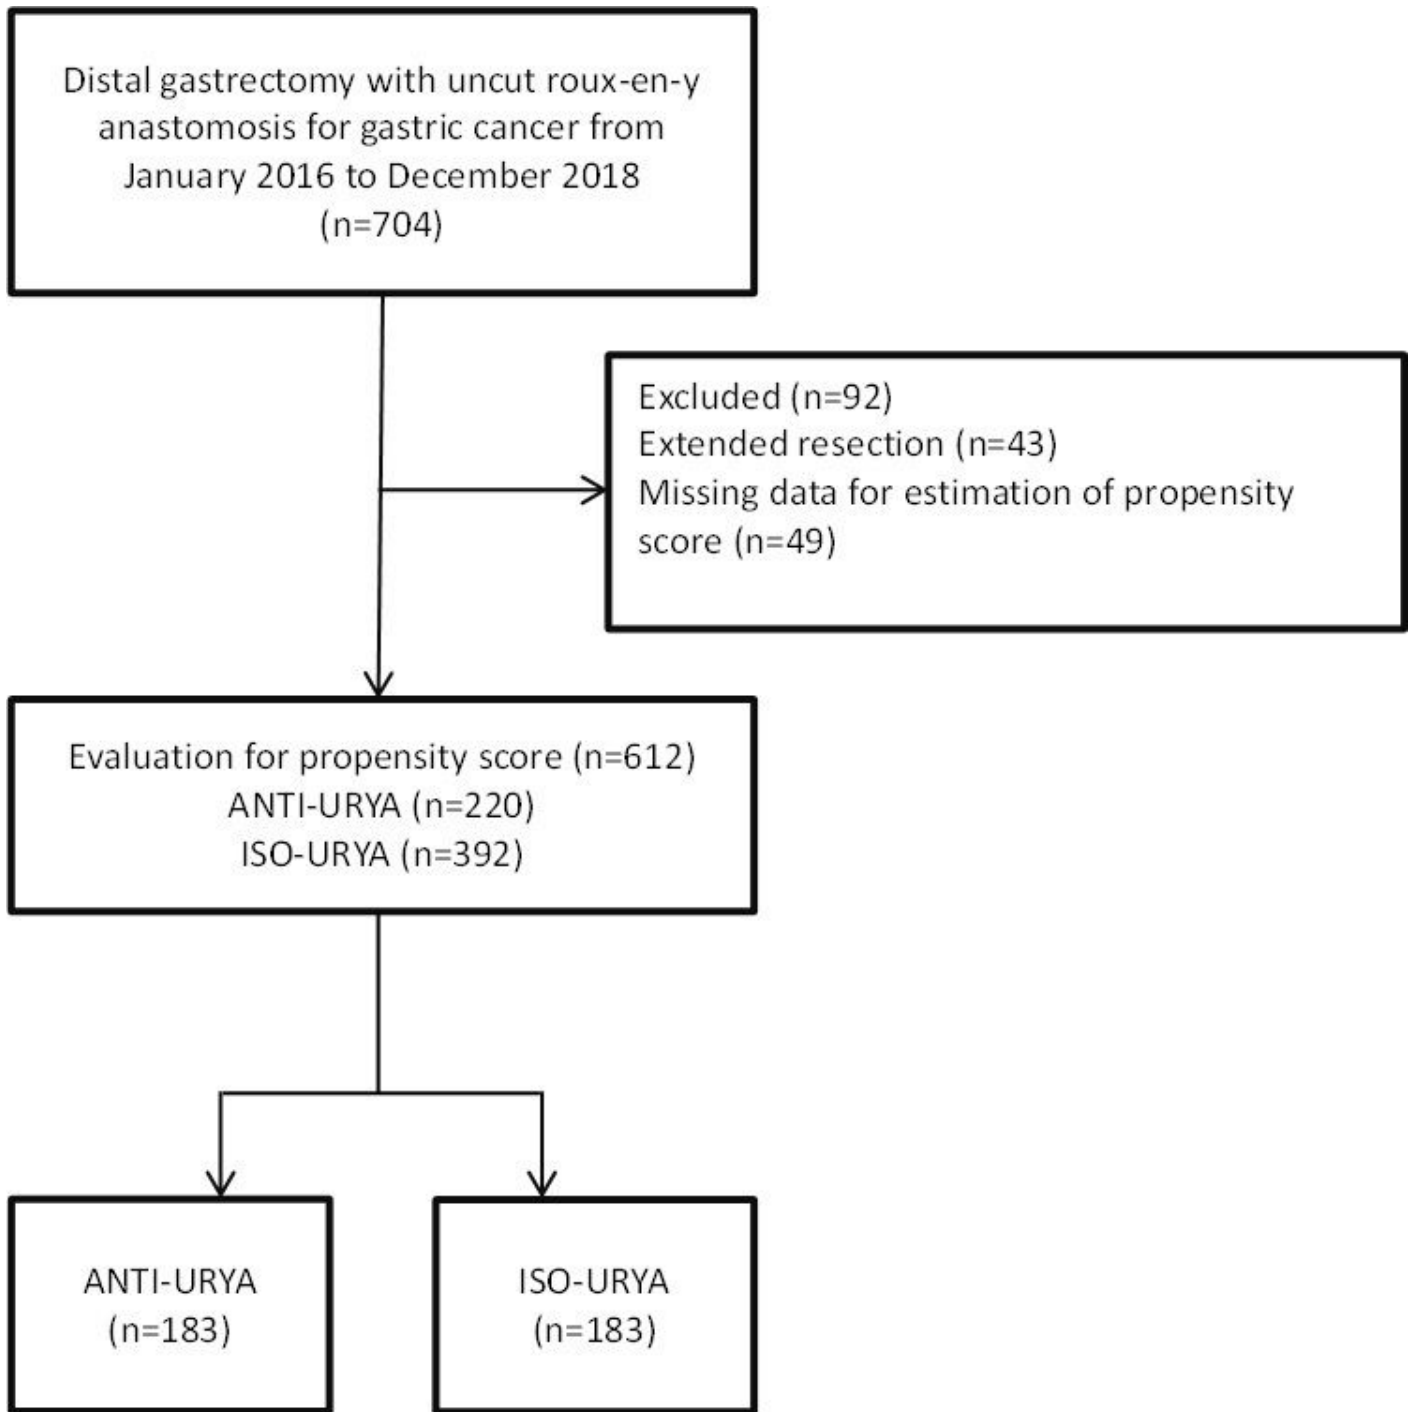 Distal gastrectomy with uncut roux-en-y
anastomosis for gastric cancer from
January 2016 to December 2018
(n=704)
Excluded (n=92)
Extended resection (n=43)
Missing data for estimation of propensity
score (n=49)
Evaluation for propensity score (n=612)
ANTI-URYA (n=220)
ISO-URYA (n=392)
ANTI-URYA
(n=183)
ISO-URYA
(n=183)